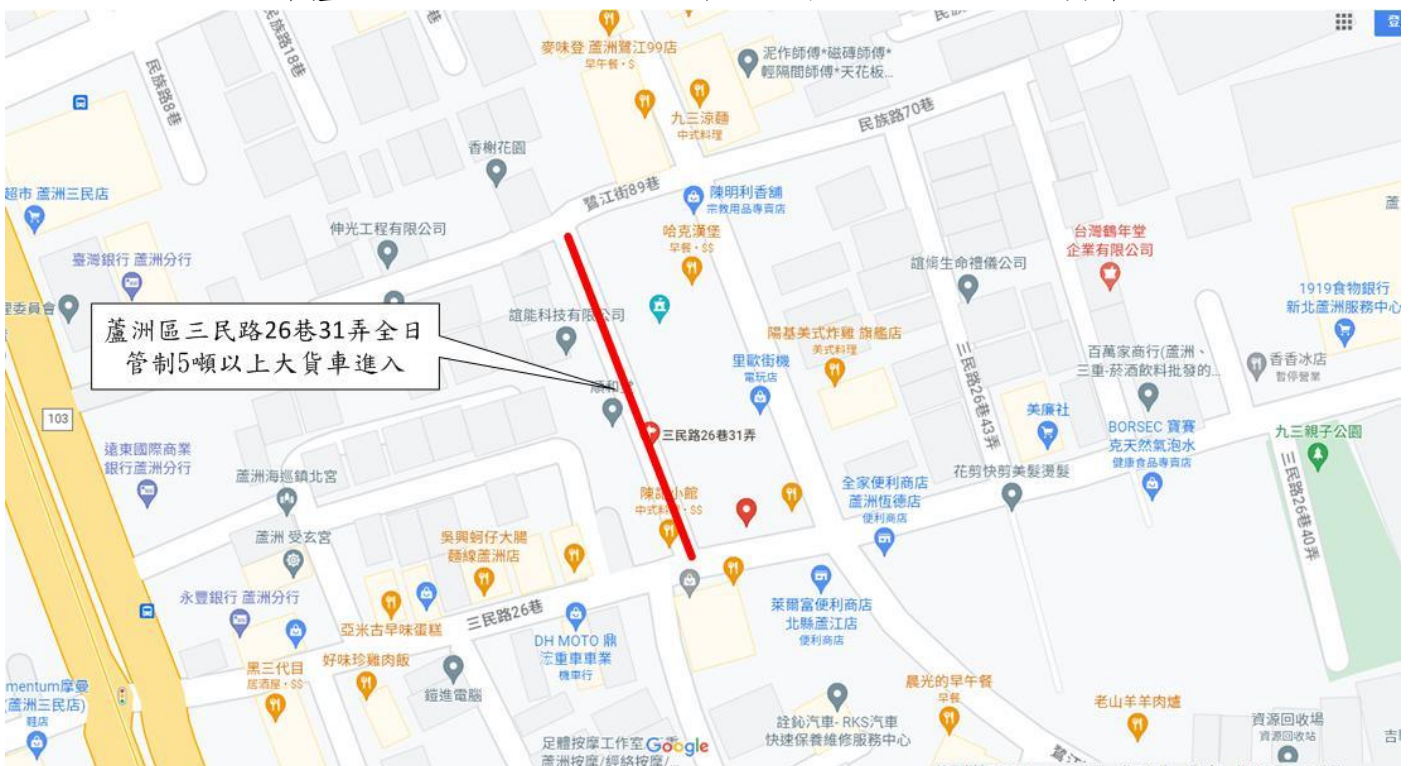 麥味登 蘆洲鷺江99店
早午餐・$
泥作師傅*磁磚師傅*
輕隔間師傅*天花板...
登
民族路18巷
民族路8巷
九三涼麵
中式料理
民族路70巷
香榭花園
鷺江街89巷
陳明利香舖
宗教用品專賣店
超市 蘆洲三民店
伸光工程有限公司
哈克漢堡
早餐・$$
台灣鶴年堂
企業有限公司
蘆
臺灣銀行 蘆洲分行
誼脩生命禮儀公司
1919食物銀行
新北蘆洲服務中心
委員會
誼能科技有限公司
蘆洲區三民路26巷31弄全日
管制5噸以上大貨車進入
陽基美式炸雞 旗艦店
美式料理
里歐街機
電玩店
三民路26巷43弄
百萬家商行(蘆洲、
三重-菸酒飲料批發的...
香香冰店
暫停營業
103
三民路26巷31弄
美廉社
BORSEC 寶賽
克天然氣泡水
健康食品專賣店
九三親子公園
遠東國際商業
銀行蘆洲分行
蘆洲海巡鎮北宮
全家便利商店
蘆洲恆德店
便利商店
花剪快剪美髮燙髮
三民路26巷40弄
小館
中式料理・$$
蘆洲 受玄宮
吳興蚵仔大腸
麵線蘆洲店
永豐銀行 蘆洲分行
亞米古早味蛋糕
三民路26巷
DH MOTO 鼎
浤重車車業
機車行
萊爾富便利商店
北縣蘆江店
便利商店
黑三代目
居酒屋・$$
好味珍雞肉飯
鎧進電腦
mentum摩曼
(蘆洲三民店)
鞋店
晨光的早午餐
早餐
老山羊羊肉爐
詮鈊汽車- RKS汽車
快速保養維修服務中心
資源回收場
資源回收站
吉
足體按摩工作室
蘆洲按摩/經絡按摩/
Google
鷺江